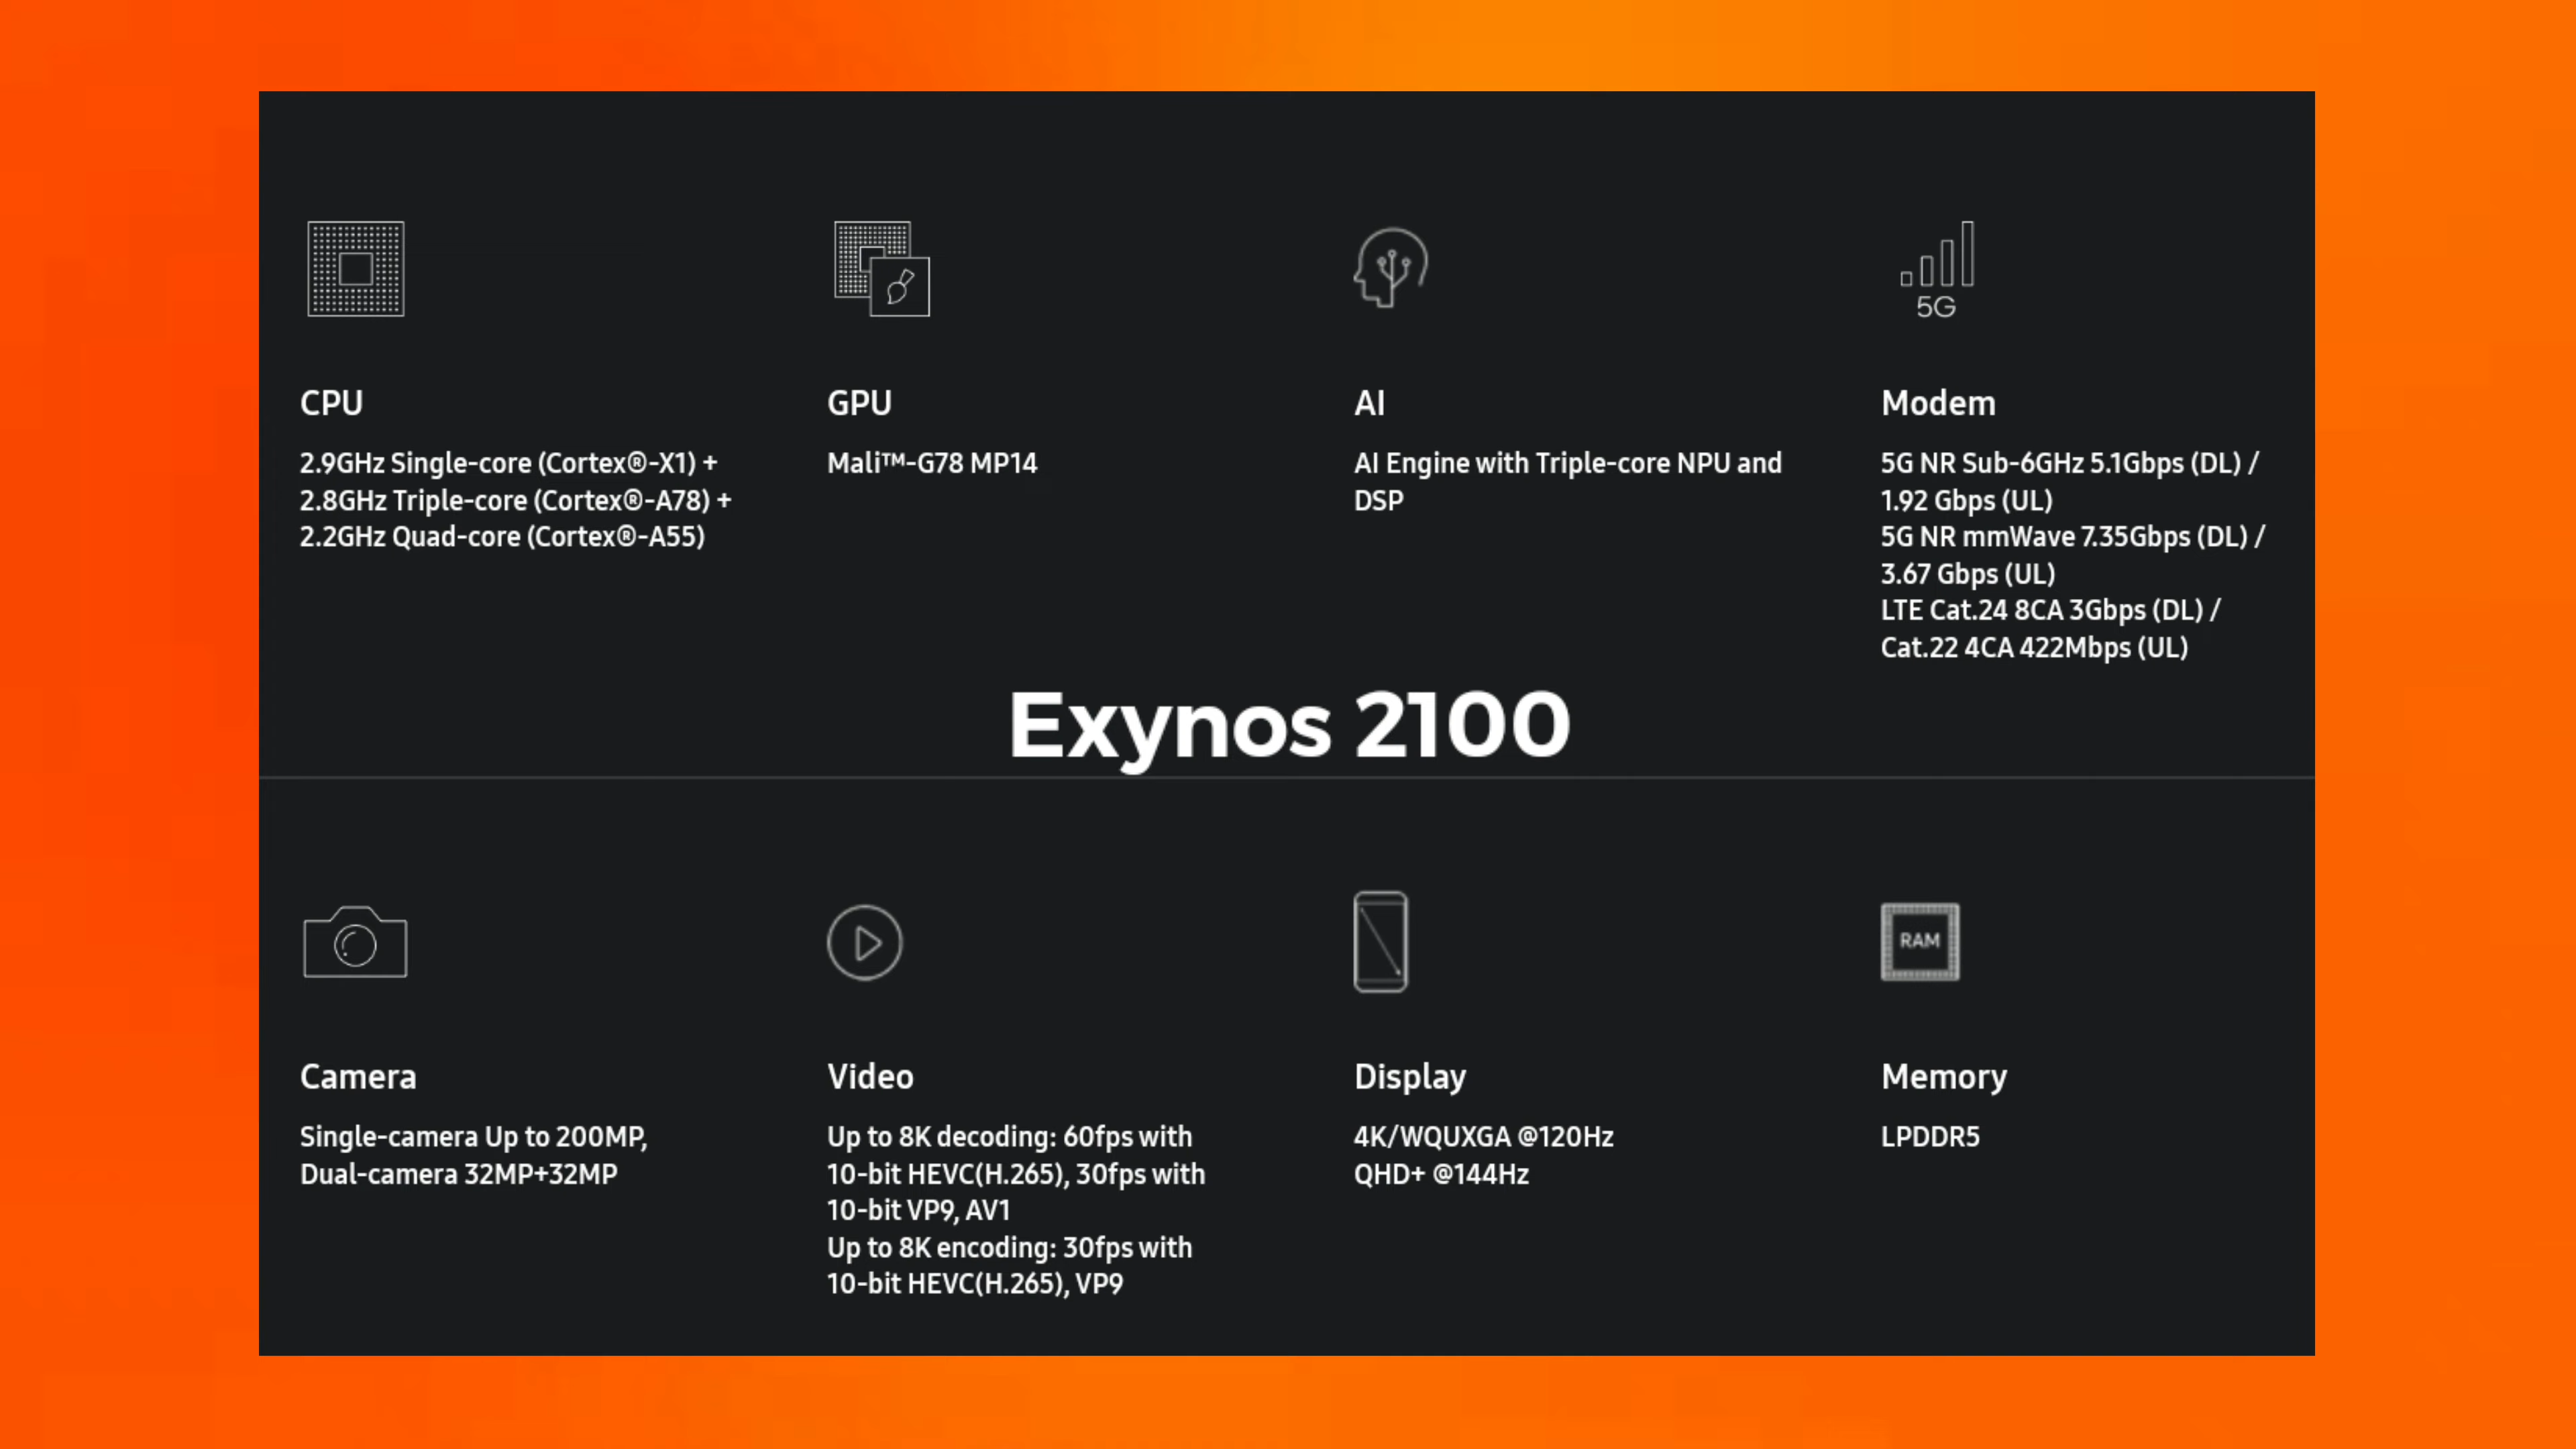 5G
CPU
2.9GHz Single-core (Cortex®-X1) +
2.8GHz Triple-core (Cortex®-A78) +
2.2GHz Quad-core (Cortex®-A55)
GPU
Mali™-G78 MP14
AI
AI Engine with Triple-core NPU and
DSP
Modem
5G NR Sub-6GHz 5.1Gbps (DL) /
1.92 Gbps (UL)
5G NR mmWave 7.35Gbps (DL) /
3.67 Gbps (UL)
LTE Cat.24 8CA 3Gbps (DL) /
Cat.22 4CA 422Mbps (UL)
Exynos 2100
Camera
Single-camera Up to 200MP,
Dual-camera 32MP+32MP
Video
Up to 8K decoding: 60fps with
10-bit HEVC(H.265), 30fps with
10-bit VP9, AV1
Up to 8K encoding: 30fps with
10-bit HEVC(H.265), VP9
Display
4K/WQUXGA @120Hz
QHD+ @144Hz
RAM
Memory
LPDDR5